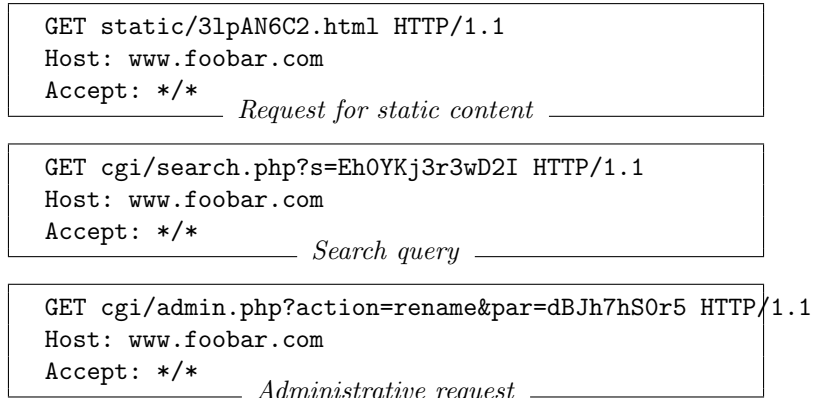 GET static/3lpAN6C2.html HTTP/1.1
Host: www.foobar.com
Accept: */*
Request for static content
GET cgi/search.php?s=Eh0YKj3r3wD2I HTTP/1.1
Host: www.foobar.com
Accept: */*
Search query
GET cgi/admin.php?action=rename&par=dBJh7hS0r5 HTTP/1.1
Host: www.foobar.com
Accept: */*
Administrative request